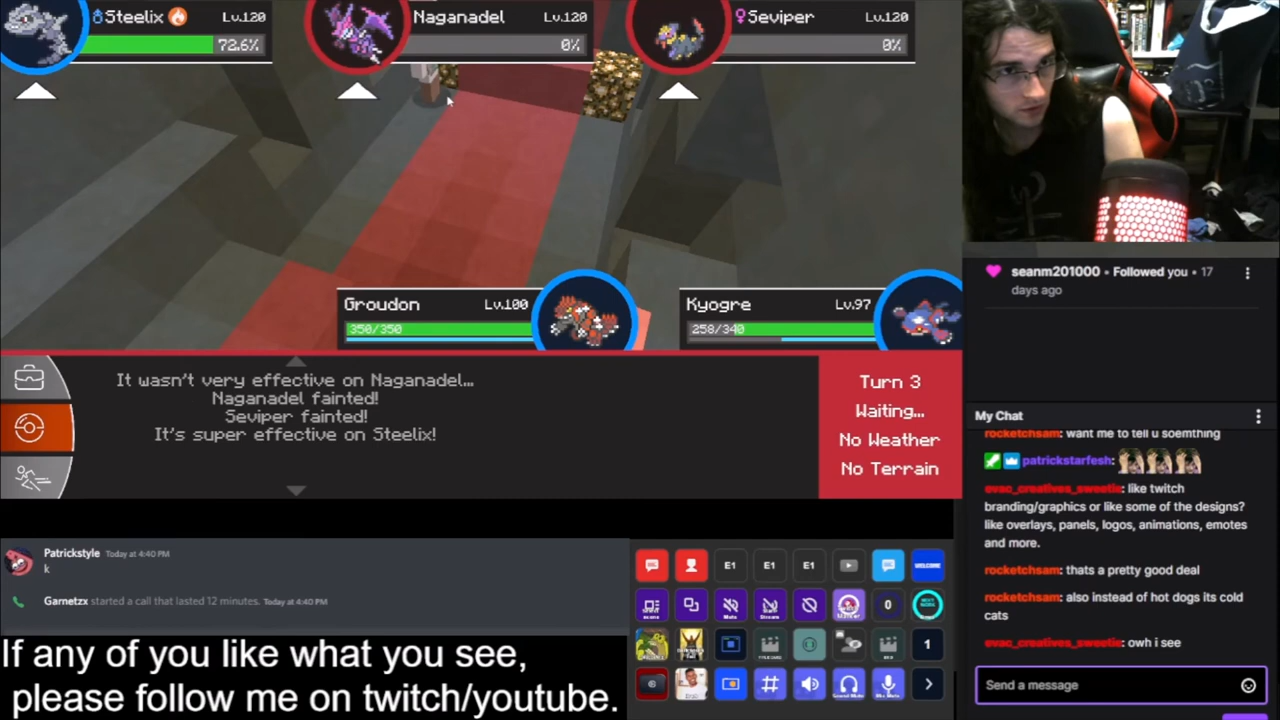 Steelix Lv.120
72.6%
Naganadel Lv.120
0%
Seviper Lv.120
0%
Groudon Lv.100
350/350
Kyogre Lv.97
258/340
It wasn't very effective on Naganadel...
Naganadel fainted!
Seviper fainted!
It's super effective on Steelix!
Turn 3
Waiting...
No Weather
No Terrain
seanm201000 • Followed you • 17
days ago
My Chat
rocketchsam: want me to tell u soemthing
patrickstarfesh:
evac_creatives_sweetie: like twitch
branding/graphics or like some of the designs?
like overlays, panels, logos, animations, emotes
and more.
rocketchsam: thats a pretty good deal
rocketchsam: also instead of hot dogs its cold
cats
evac_creatives_sweetie: owh i see
Send a message
Patrickstyle Today at 4:40 PM
k
Garnetzx started a call that lasted 12 minutes. Today at 4:40 PM
E1 E1 E1 WELCOME
Mute
0
1
If any of you like what you see,
please follow me on twitch/youtube.